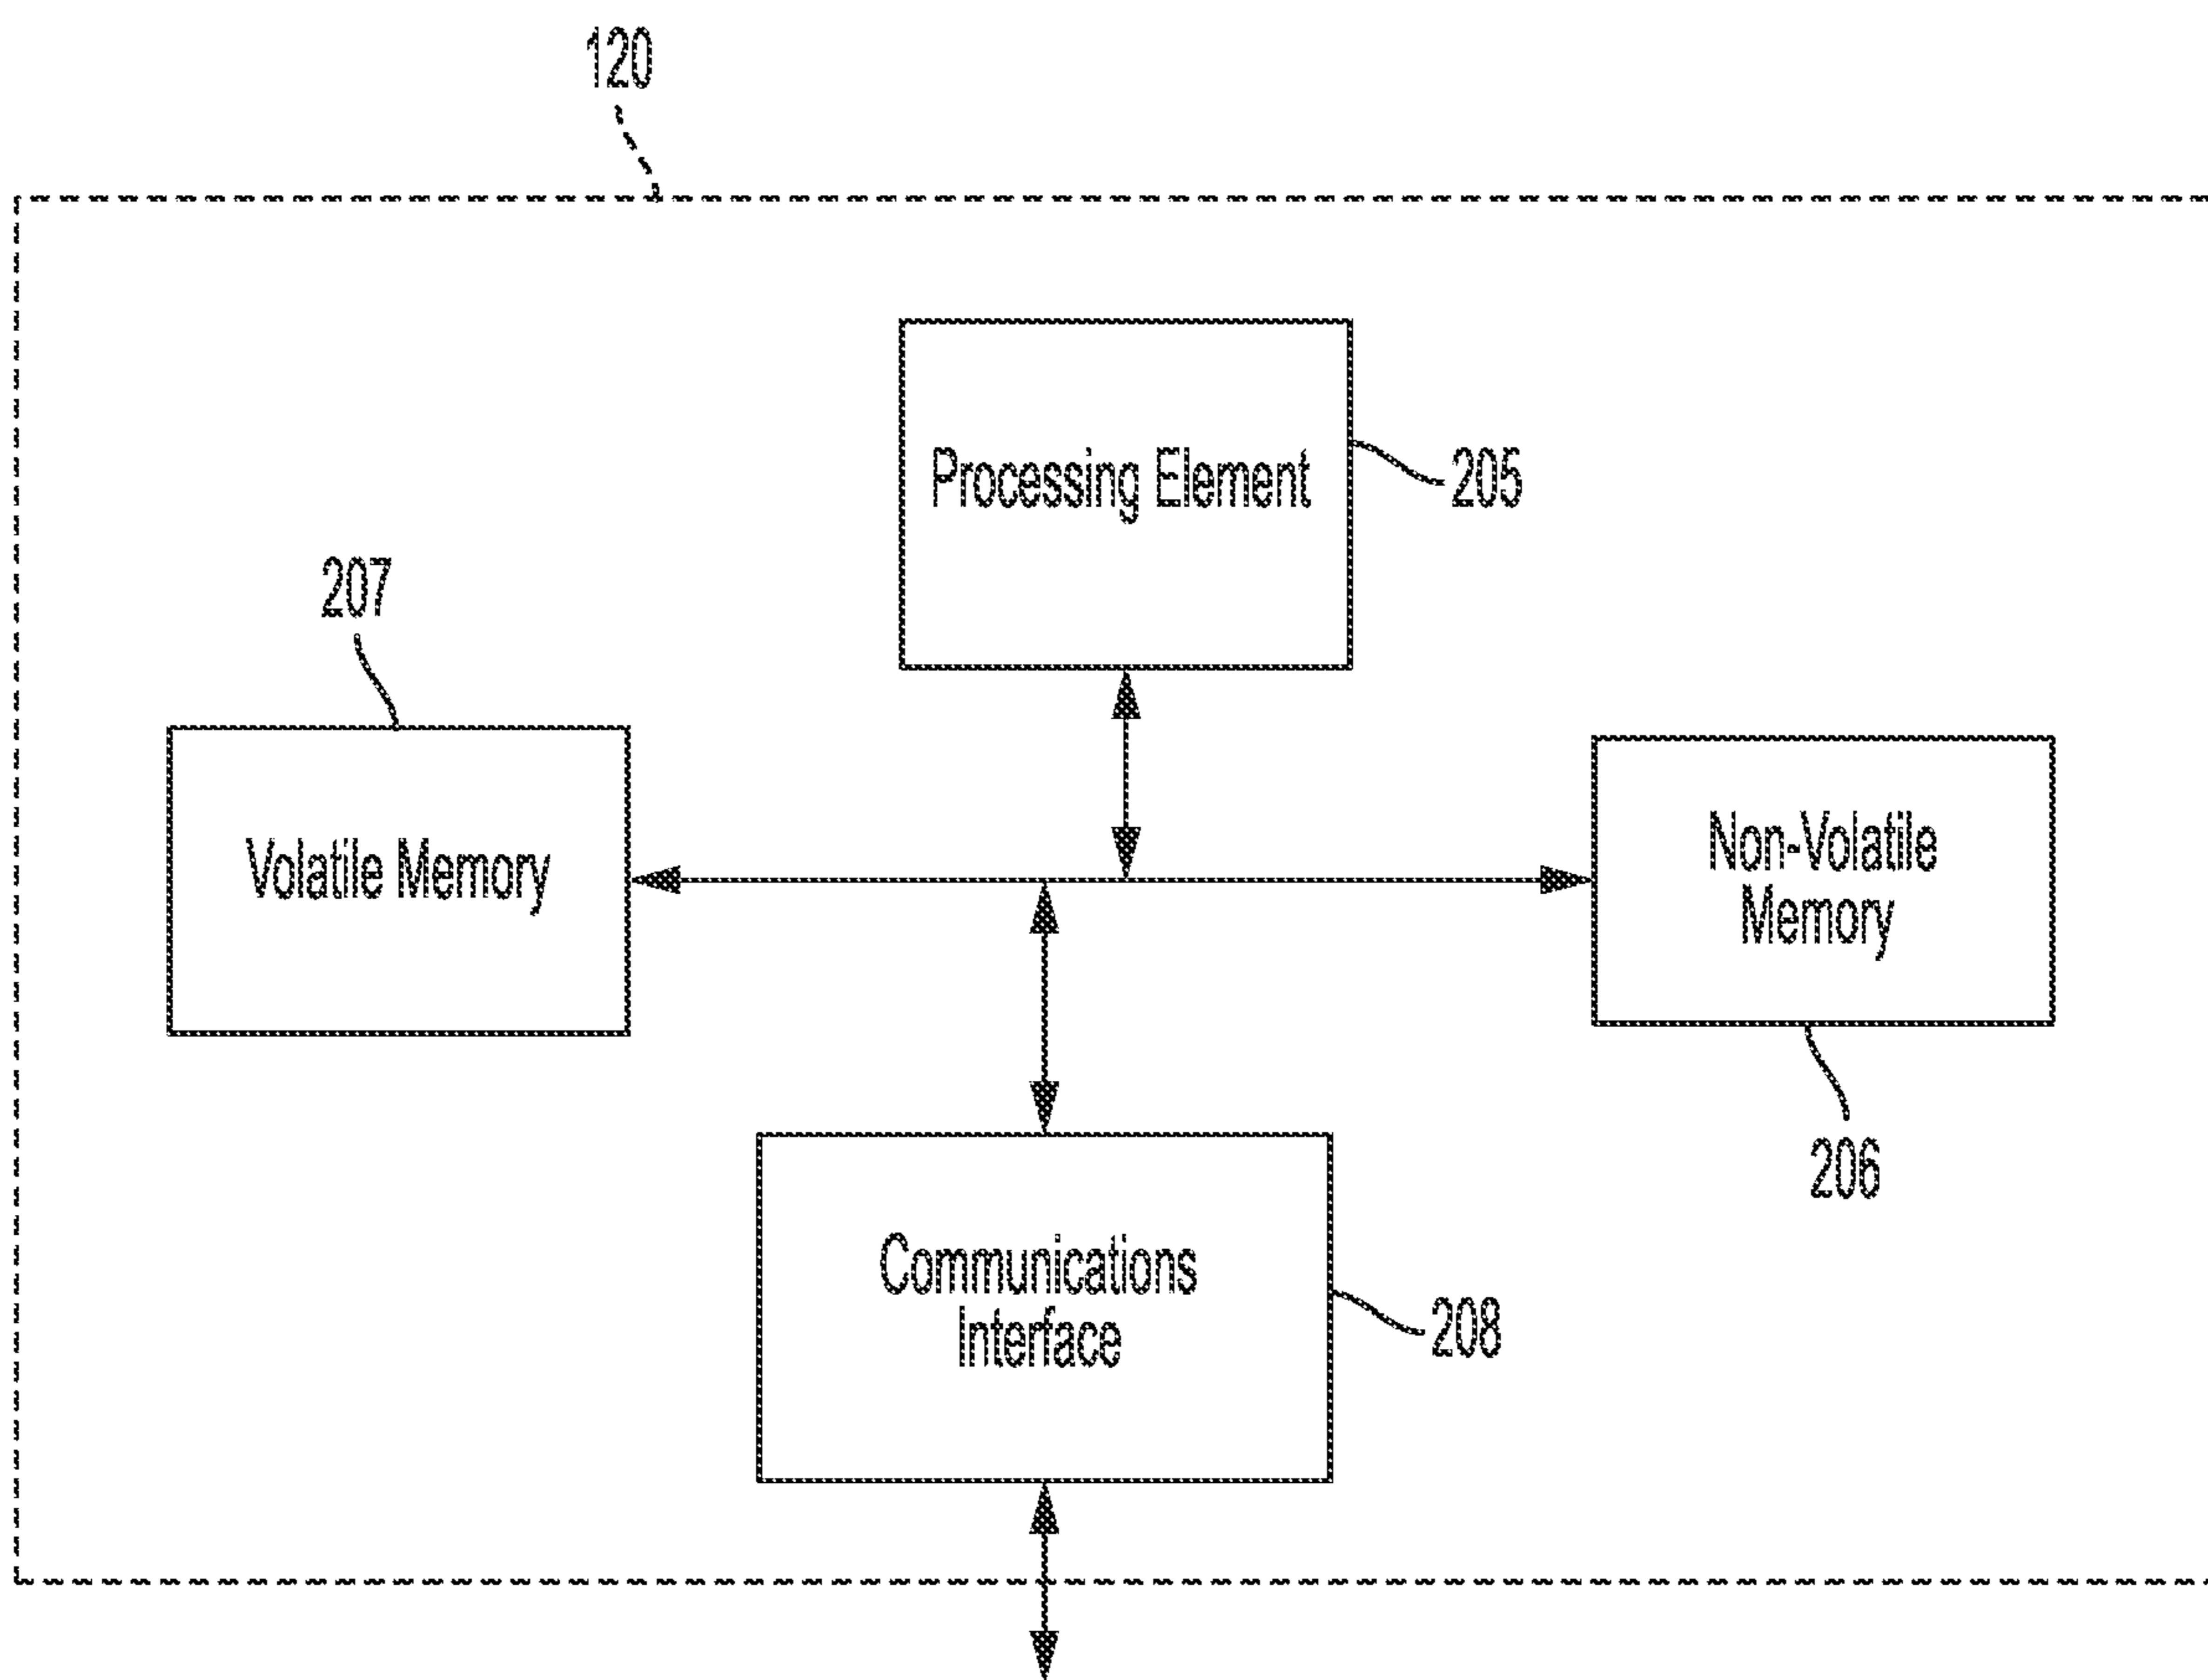 120
Processing Element
205
207
Volatile Memory
Non-Volatile
Memory
206
Communications
Interface
208